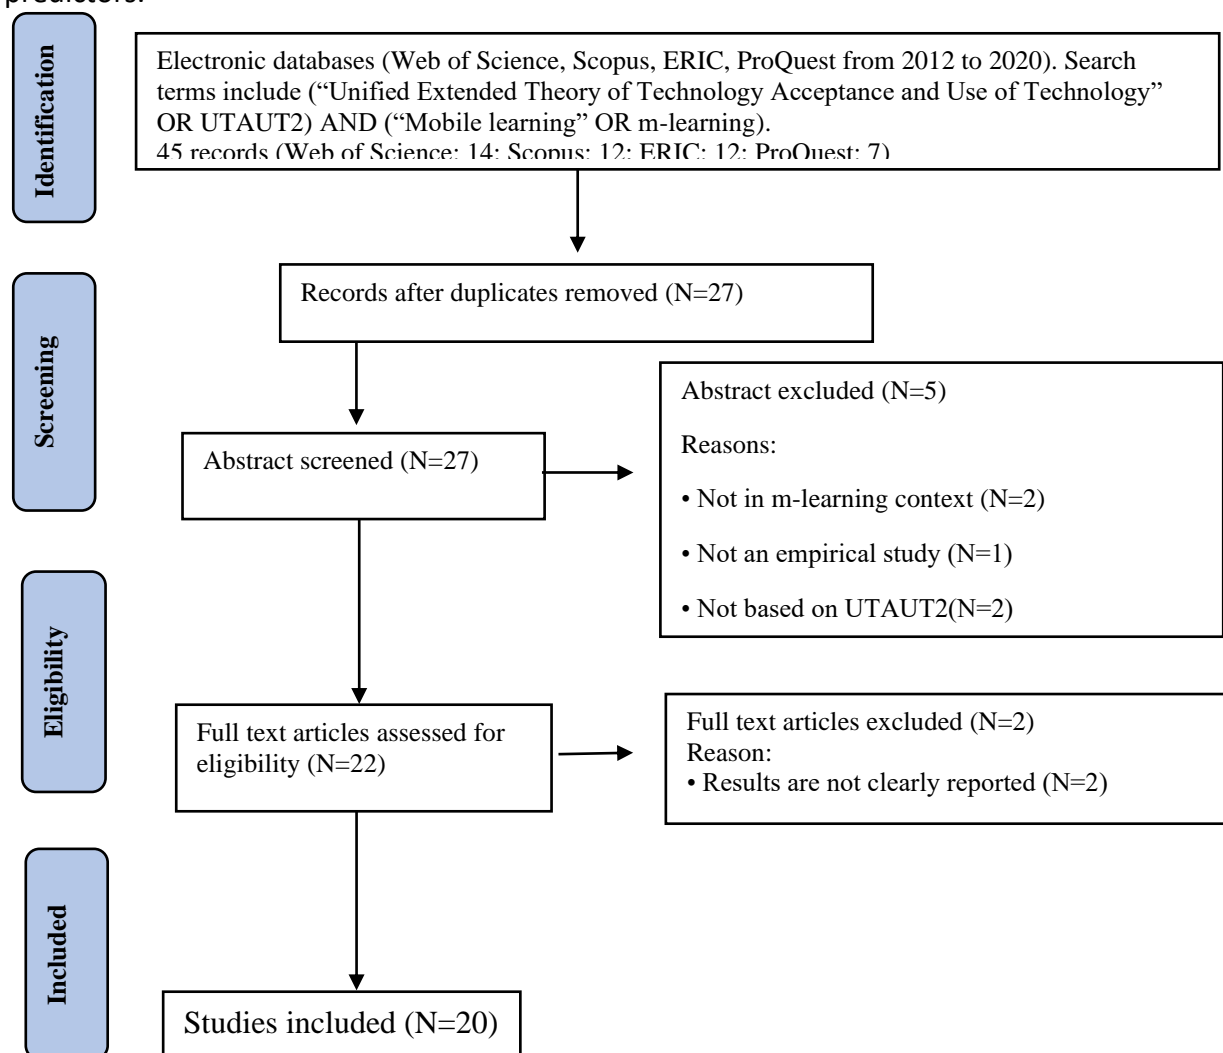 predictors.
Identification
Electronic databases (Web of Science, Scopus, ERIC, ProQuest from 2012 to 2020). Search
terms include (“Unified Extended Theory of Technology Acceptance and Use of Technology”
OR UTAUT2) AND (“Mobile learning” OR m-learning).
45 records (Web of Science: 14; Scopus: 12; ERIC: 12; ProQuest: 7)
Records after duplicates removed (N=27)
Screening
Abstract screened (N=27)
Abstract excluded (N=5)
Reasons:
• Not in m-learning context (N=2)
• Not an empirical study (N=1)
• Not based on UTAUT2(N=2)
Eligibility
Full text articles assessed for
eligibility (N=22)
Full text articles excluded (N=2)
Reason:
• Results are not clearly reported (N=2)
Included
Studies included (N=20)